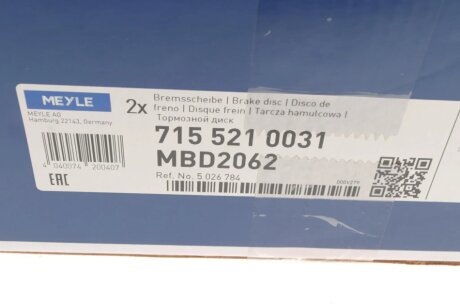 MEYLE
MEYLE AG
Hamburg 22143, Germany
2x
Bremsscheibe | Brake disc | Disco de
freno | Disque frein | Tarcza hamulcowa |
Тормозной диск
715 521 0031
MBD2062
Ref. No. 5 026 784
4 040074 200407
EAC